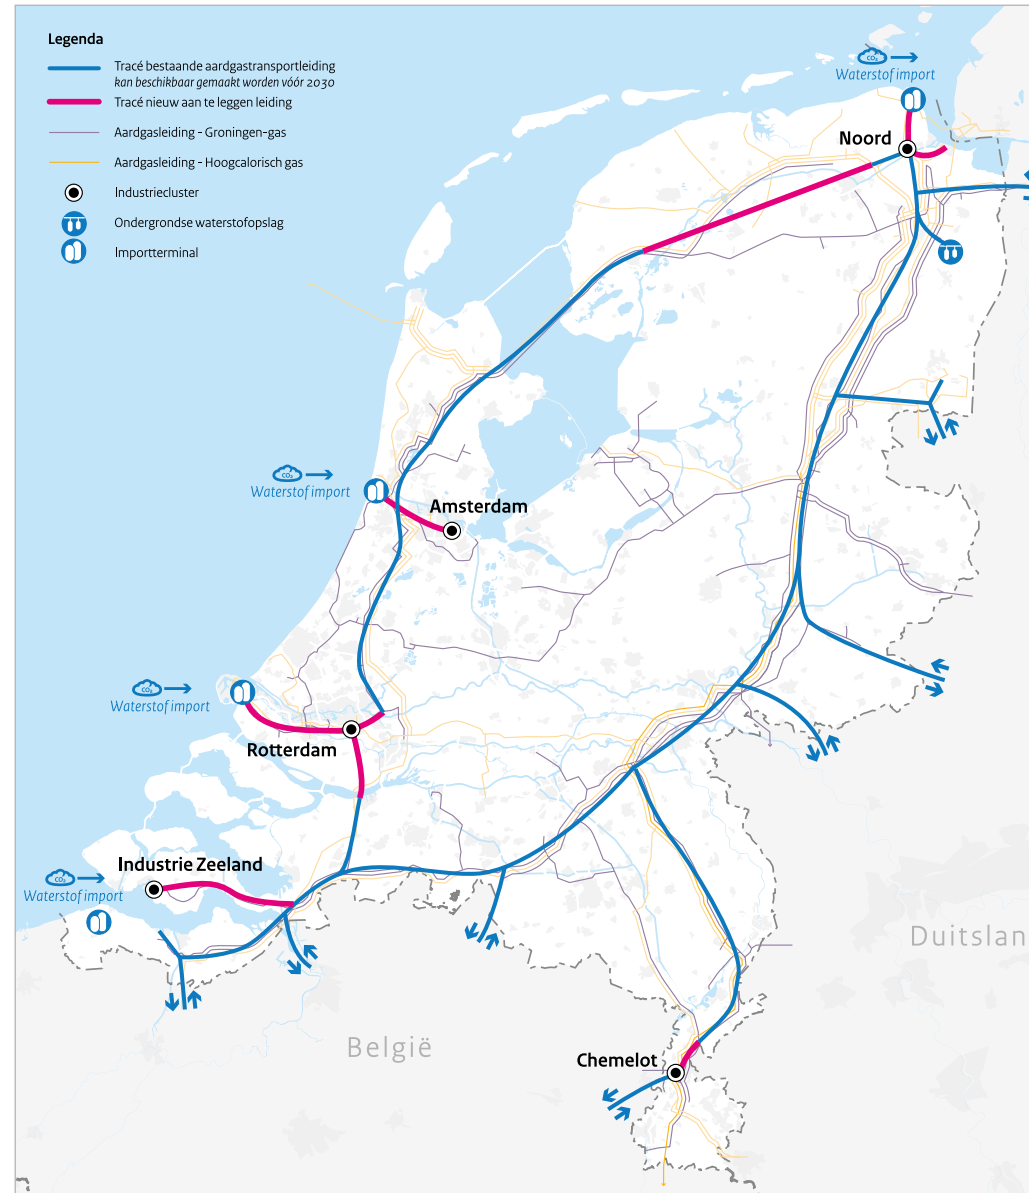 Legenda
Tracé bestaande aardgastransportleiding
kan beschikbaar gemaakt worden vóór 2030
Tracé nieuw aan te leggen leiding
Aardgasleiding - Groningen-gas
Aardgasleiding - Hoogcalorisch gas
Industriecluster
Ondergrondse waterstofopslag
Importterminal
CO₂
Waterstof import
Noord
CO₂
Waterstof import
Amsterdam
CO₂
Waterstof import
Rotterdam
Industrie Zeeland
CO₂
Waterstof import
Duitslan
België
Chemelot